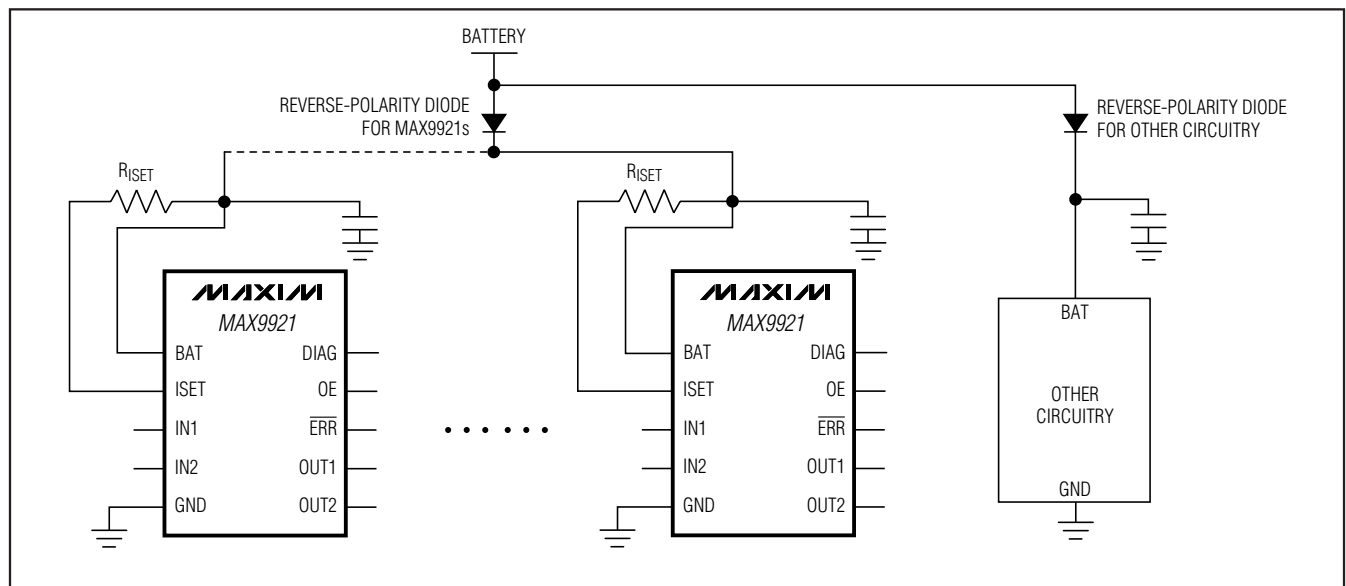 BATTERY
REVERSE-POLARITY DIODE
FOR MAX9921s
REVERSE-POLARITY DIODE
FOR OTHER CIRCUITRY
RISET
RISET
MAXIM
MAX9921
BAT
ISET
IN1
IN2
GND
DIAG
OE
ERR
OUT1
OUT2
MAXIM
MAX9921
BAT
ISET
IN1
IN2
GND
DIAG
OE
ERR
OUT1
OUT2
BAT
OTHER
CIRCUITRY
GND